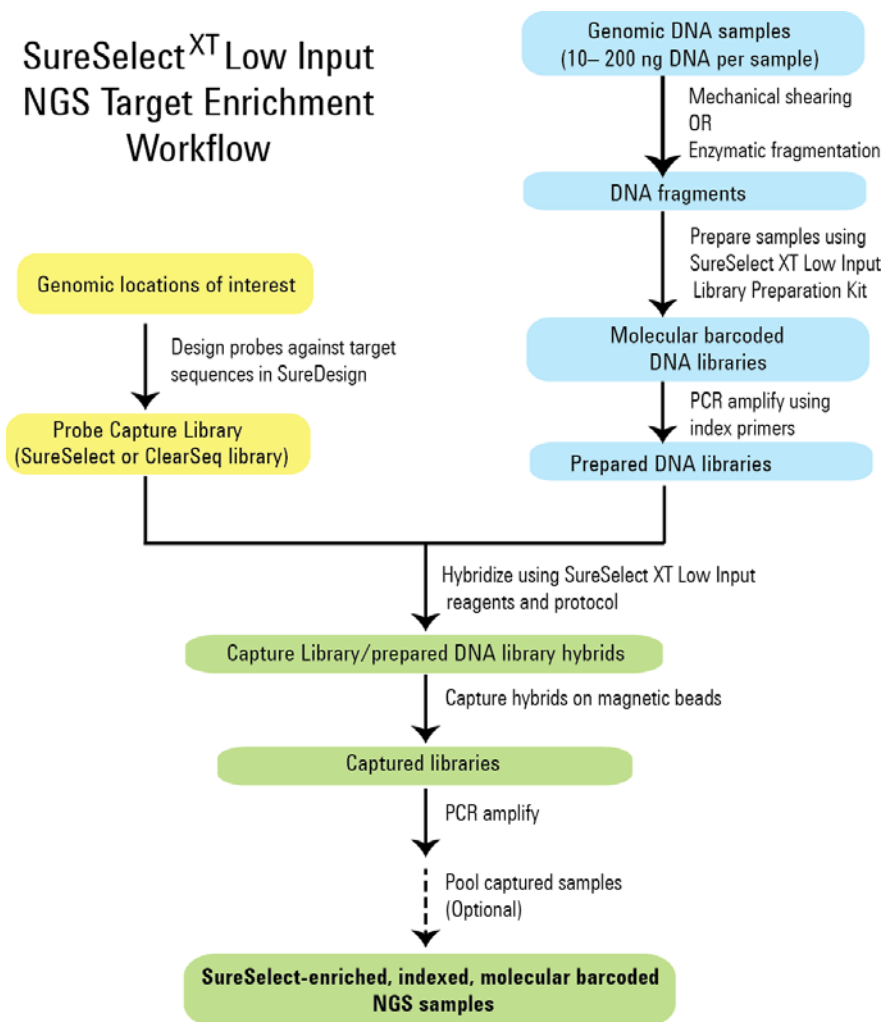 SureSelectXT Low Input
NGS Target Enrichment
Workflow
Genomic DNA samples
(10– 200 ng DNA per sample)
Mechanical shearing
OR
Enzymatic fragmentation
DNA fragments
Prepare samples using
SureSelect XT Low Input
Library Preparation Kit
Molecular barcoded
DNA libraries
PCR amplify using
index primers
Prepared DNA libraries
Genomic locations of interest
Design probes against target
sequences in SureDesign
Probe Capture Library
(SureSelect or ClearSeq library)
Hybridize using SureSelect XT Low Input
reagents and protocol
Capture Library/prepared DNA library hybrids
Capture hybrids on magnetic beads
Captured libraries
PCR amplify
Pool captured samples
(Optional)
SureSelect-enriched, indexed, molecular barcoded
NGS samples